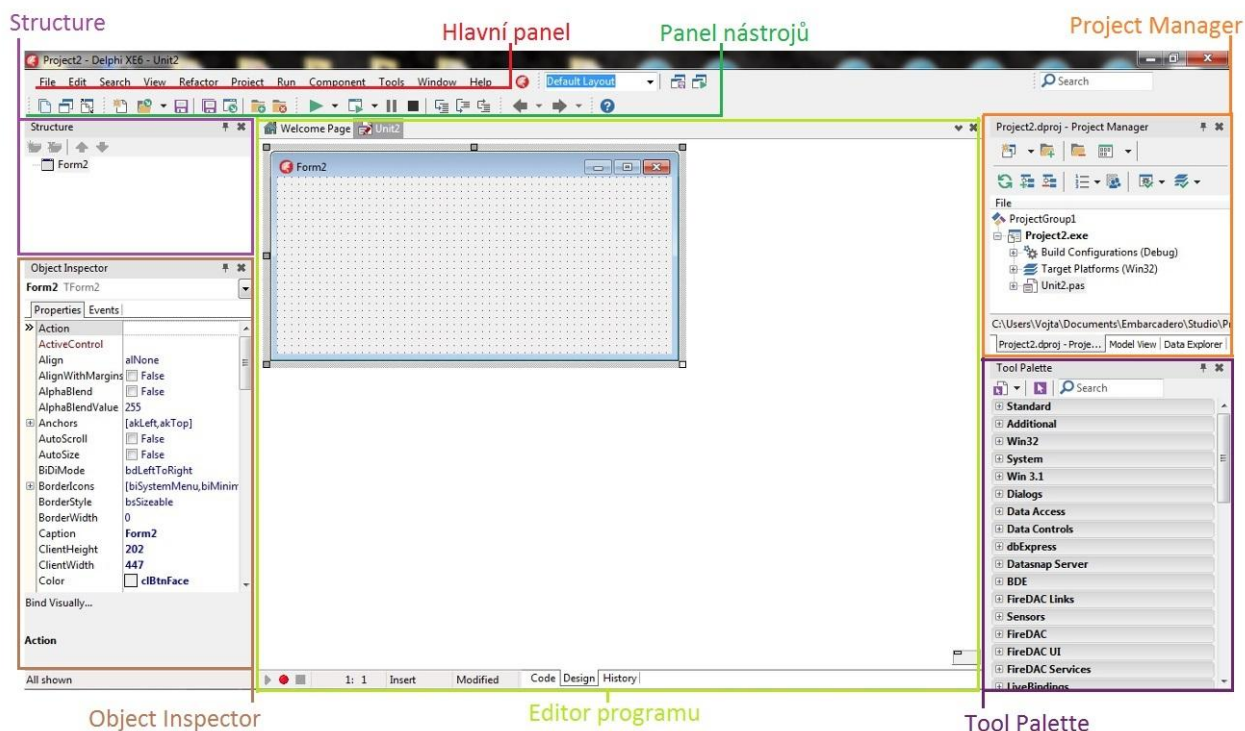 Structure
Hlavní panel
Panel nástrojů
Project Manager
Project2 - Delphi XE6 - Unit2
File Edit Search View Refactor Project Run Component Tools Window Help
Default Layout
Search
Structure
Form2
Welcome Page
Unit2
Form2
Project2.dproj - Project Manager
File
ProjectGroup1
Project2.exe
Build Configurations (Debug)
Target Platforms (Win32)
Unit2.pas
C:\Users\Vojta\Documents\Embarcadero\Studio\P
Project2.dproj - Proje... Model View Data Explorer
Object Inspector
Form2 TForm2
Properties Events
Action
ActiveControl
Align alNone
AlignWithMargins False
AlphaBlend False
AlphaBlendValue 255
Anchors [akLeft,akTop]
AutoScroll False
AutoSize False
BiDiMode bdLeftToRight
BorderIcons [biSystemMenu,biMinim
BorderStyle bsSizeable
BorderWidth 0
Caption Form2
ClientHeight 202
ClientWidth 447
Color clBtnFace
Bind Visually...
Action
All shown
1: 1 Insert Modified Code Design History
Tool Palette
Search
Standard
Additional
Win32
System
Win 3.1
Dialogs
Data Access
Data Controls
dbExpress
Datasnap Server
BDE
FireDAC Links
Sensors
FireDAC
FireDAC UI
FireDAC Services
LiveBindings
Object Inspector
Editor programu
Tool Palette